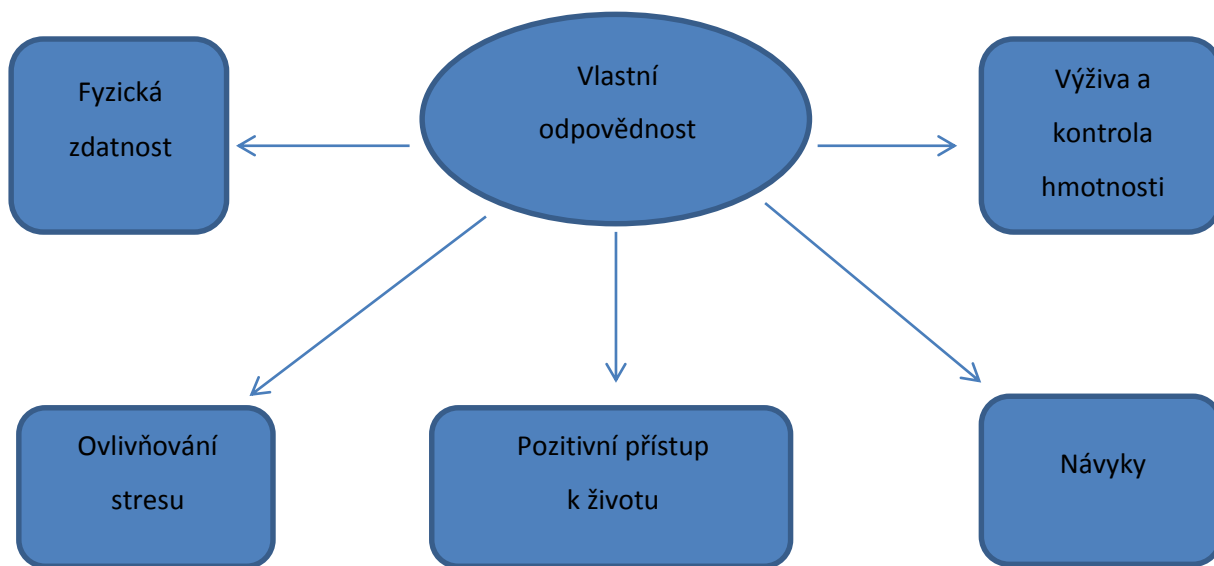 Fyzická
zdatnost
Vlastní
odpovědnost
Výživa a
kontrola
hmotnosti
Ovlivňování
stresu
Pozitivní přístup
k životu
Návyky